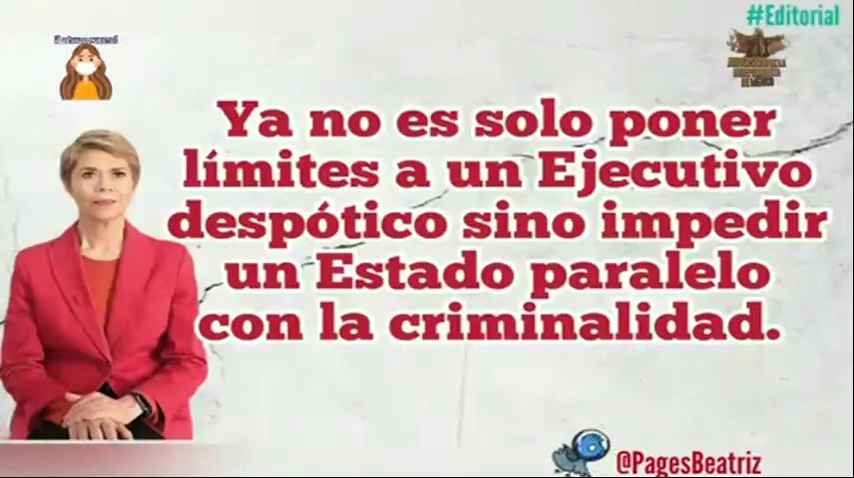 #Editorial
Ya no es solo poner
límites a un Ejecutivo
despótico sino impedir
un Estado paralelo
con la criminalidad.
@PagesBeatriz